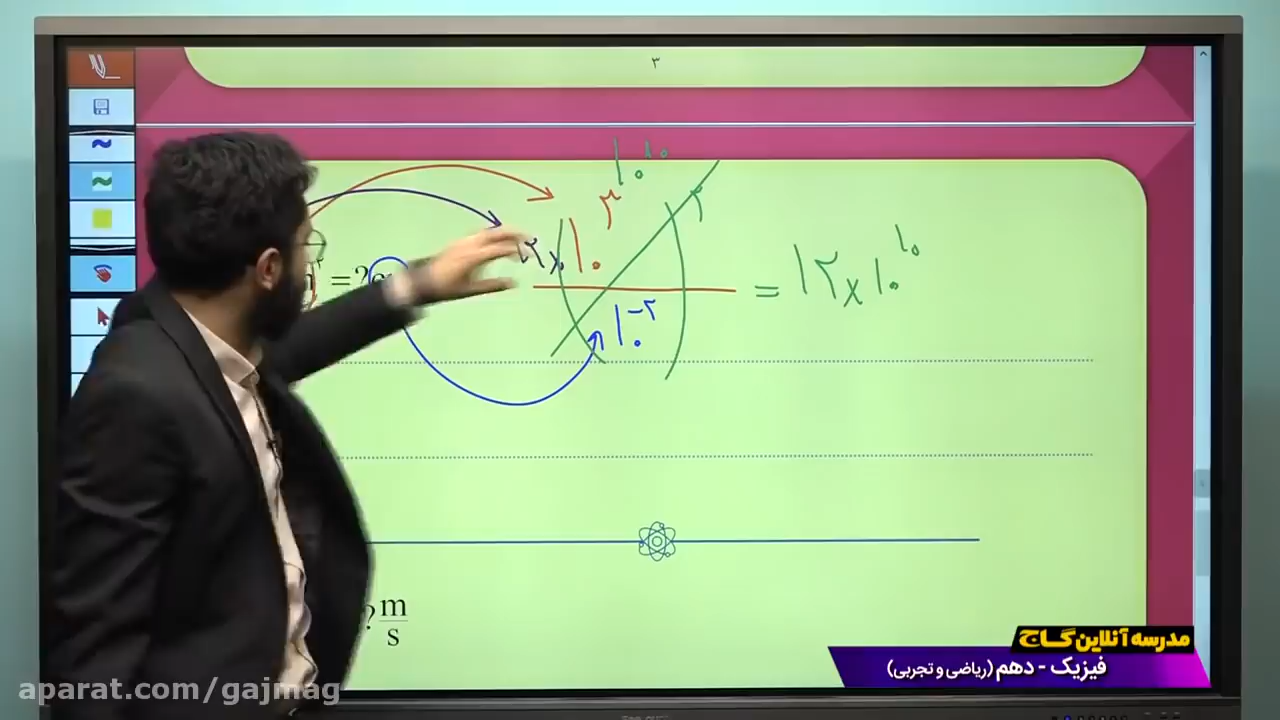 ۳
۱۰^۱۰
۱۲×(۱۰^۳ / ۱۰^-۲)^۲ = ۱۲×۱۰^۱۰
= ?
? m/s
مدرسه آنلاین گاج
فیزیک - دهم (ریاضی و تجربی)
aparat.com/gajmag